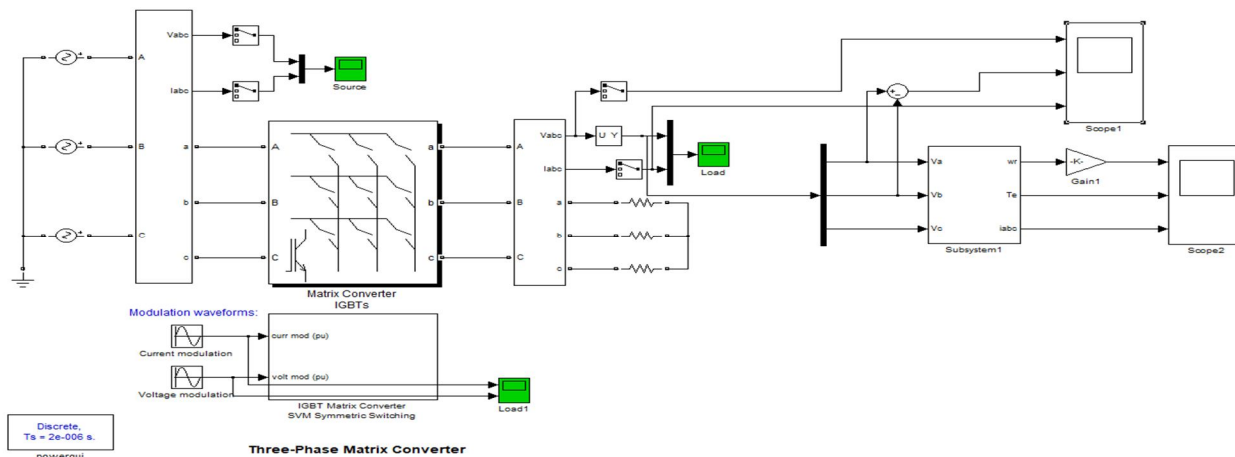 Vabc
Iabc
A
B
C
a
b
c
Source
A
B
C
a
b
c
Matrix Converter
IGBTs
Vabc
Iabc
A
B
C
a
b
c
U Y
Load
Scope1
Va
Vb
Vc
wr
Te
iabc
Subsystem1
-K-
Gain1
Scope2
Modulation waveforms:
Current modulation
Voltage modulation
curr mod (pu)
volt mod (pu)
IGBT Matrix Converter
SVM Symmetric Switching
Load1
Discrete,
Ts = 2e-006 s.
powergui
Three-Phase Matrix Converter